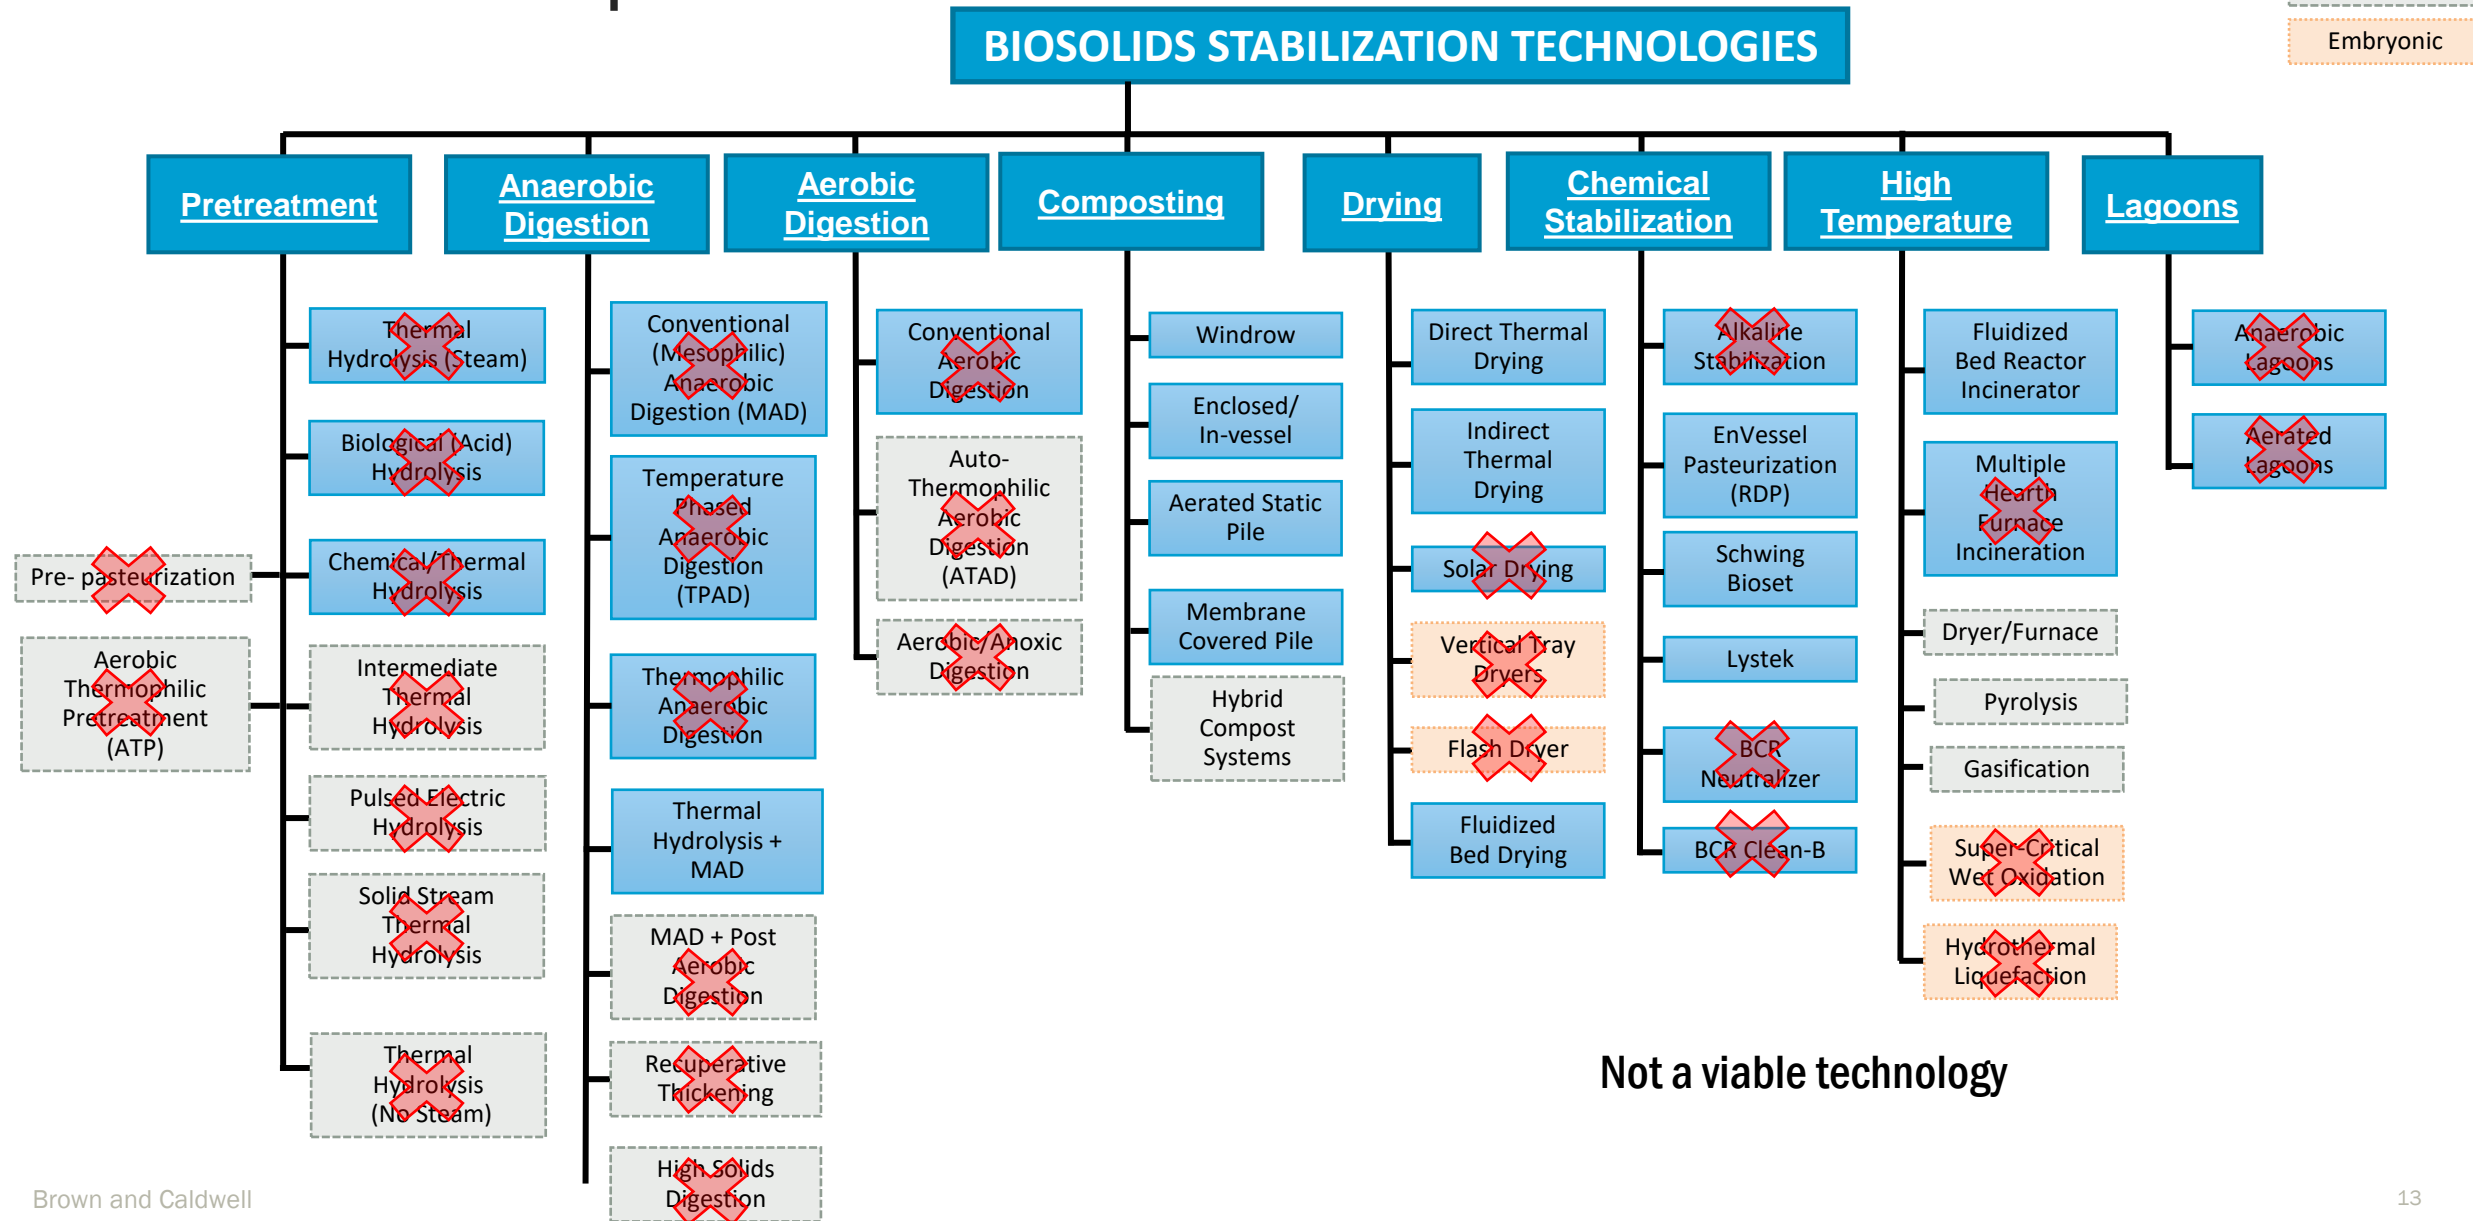 BIOSOLIDS STABILIZATION TECHNOLOGIES
Embryonic
Pretreatment
Anaerobic
Digestion
Aerobic
Digestion
Composting
Drying
Chemical
Stabilization
High
Temperature
Lagoons
Thermal
Hydrolysis (Steam)
Biological (Acid)
Hydrolysis
Chemical/Thermal
Hydrolysis
Pre- pasteurization
Aerobic
Thermophilic
Pretreatment
(ATP)
Intermediate
Thermal
Hydrolysis
Pulsed Electric
Hydrolysis
Solid Stream
Thermal
Hydrolysis
Thermal
Hydrolysis
(No Steam)
Conventional
(Mesophilic)
Anaerobic
Digestion (MAD)
Temperature
Phased
Anaerobic
Digestion
(TPAD)
Thermophilic
Anaerobic
Digestion
Thermal
Hydrolysis +
MAD
MAD + Post
Aerobic
Digestion
Recuperative
Thickening
High Solids
Digestion
Conventional
Aerobic
Digestion
Auto-
Thermophilic
Aerobic
Digestion
(ATAD)
Aerobic/Anoxic
Digestion
Windrow
Enclosed/
In-vessel
Aerated Static
Pile
Membrane
Covered Pile
Hybrid
Compost
Systems
Direct Thermal
Drying
Indirect
Thermal
Drying
Solar Drying
Vertical Tray
Dryers
Flash Dryer
Fluidized
Bed Drying
Alkaline
Stabilization
EnVessel
Pasteurization
(RDP)
Schwing
Bioset
Lystek
BCR
Neutralizer
BCR Clean-B
Fluidized
Bed Reactor
Incinerator
Multiple
Hearth
Furnace
Incineration
Dryer/Furnace
Pyrolysis
Gasification
Super-Critical
Wet Oxidation
Hydrothermal
Liquefaction
Anaerobic
Lagoons
Aerated
Lagoons
Not a viable technology
Brown and Caldwell
13